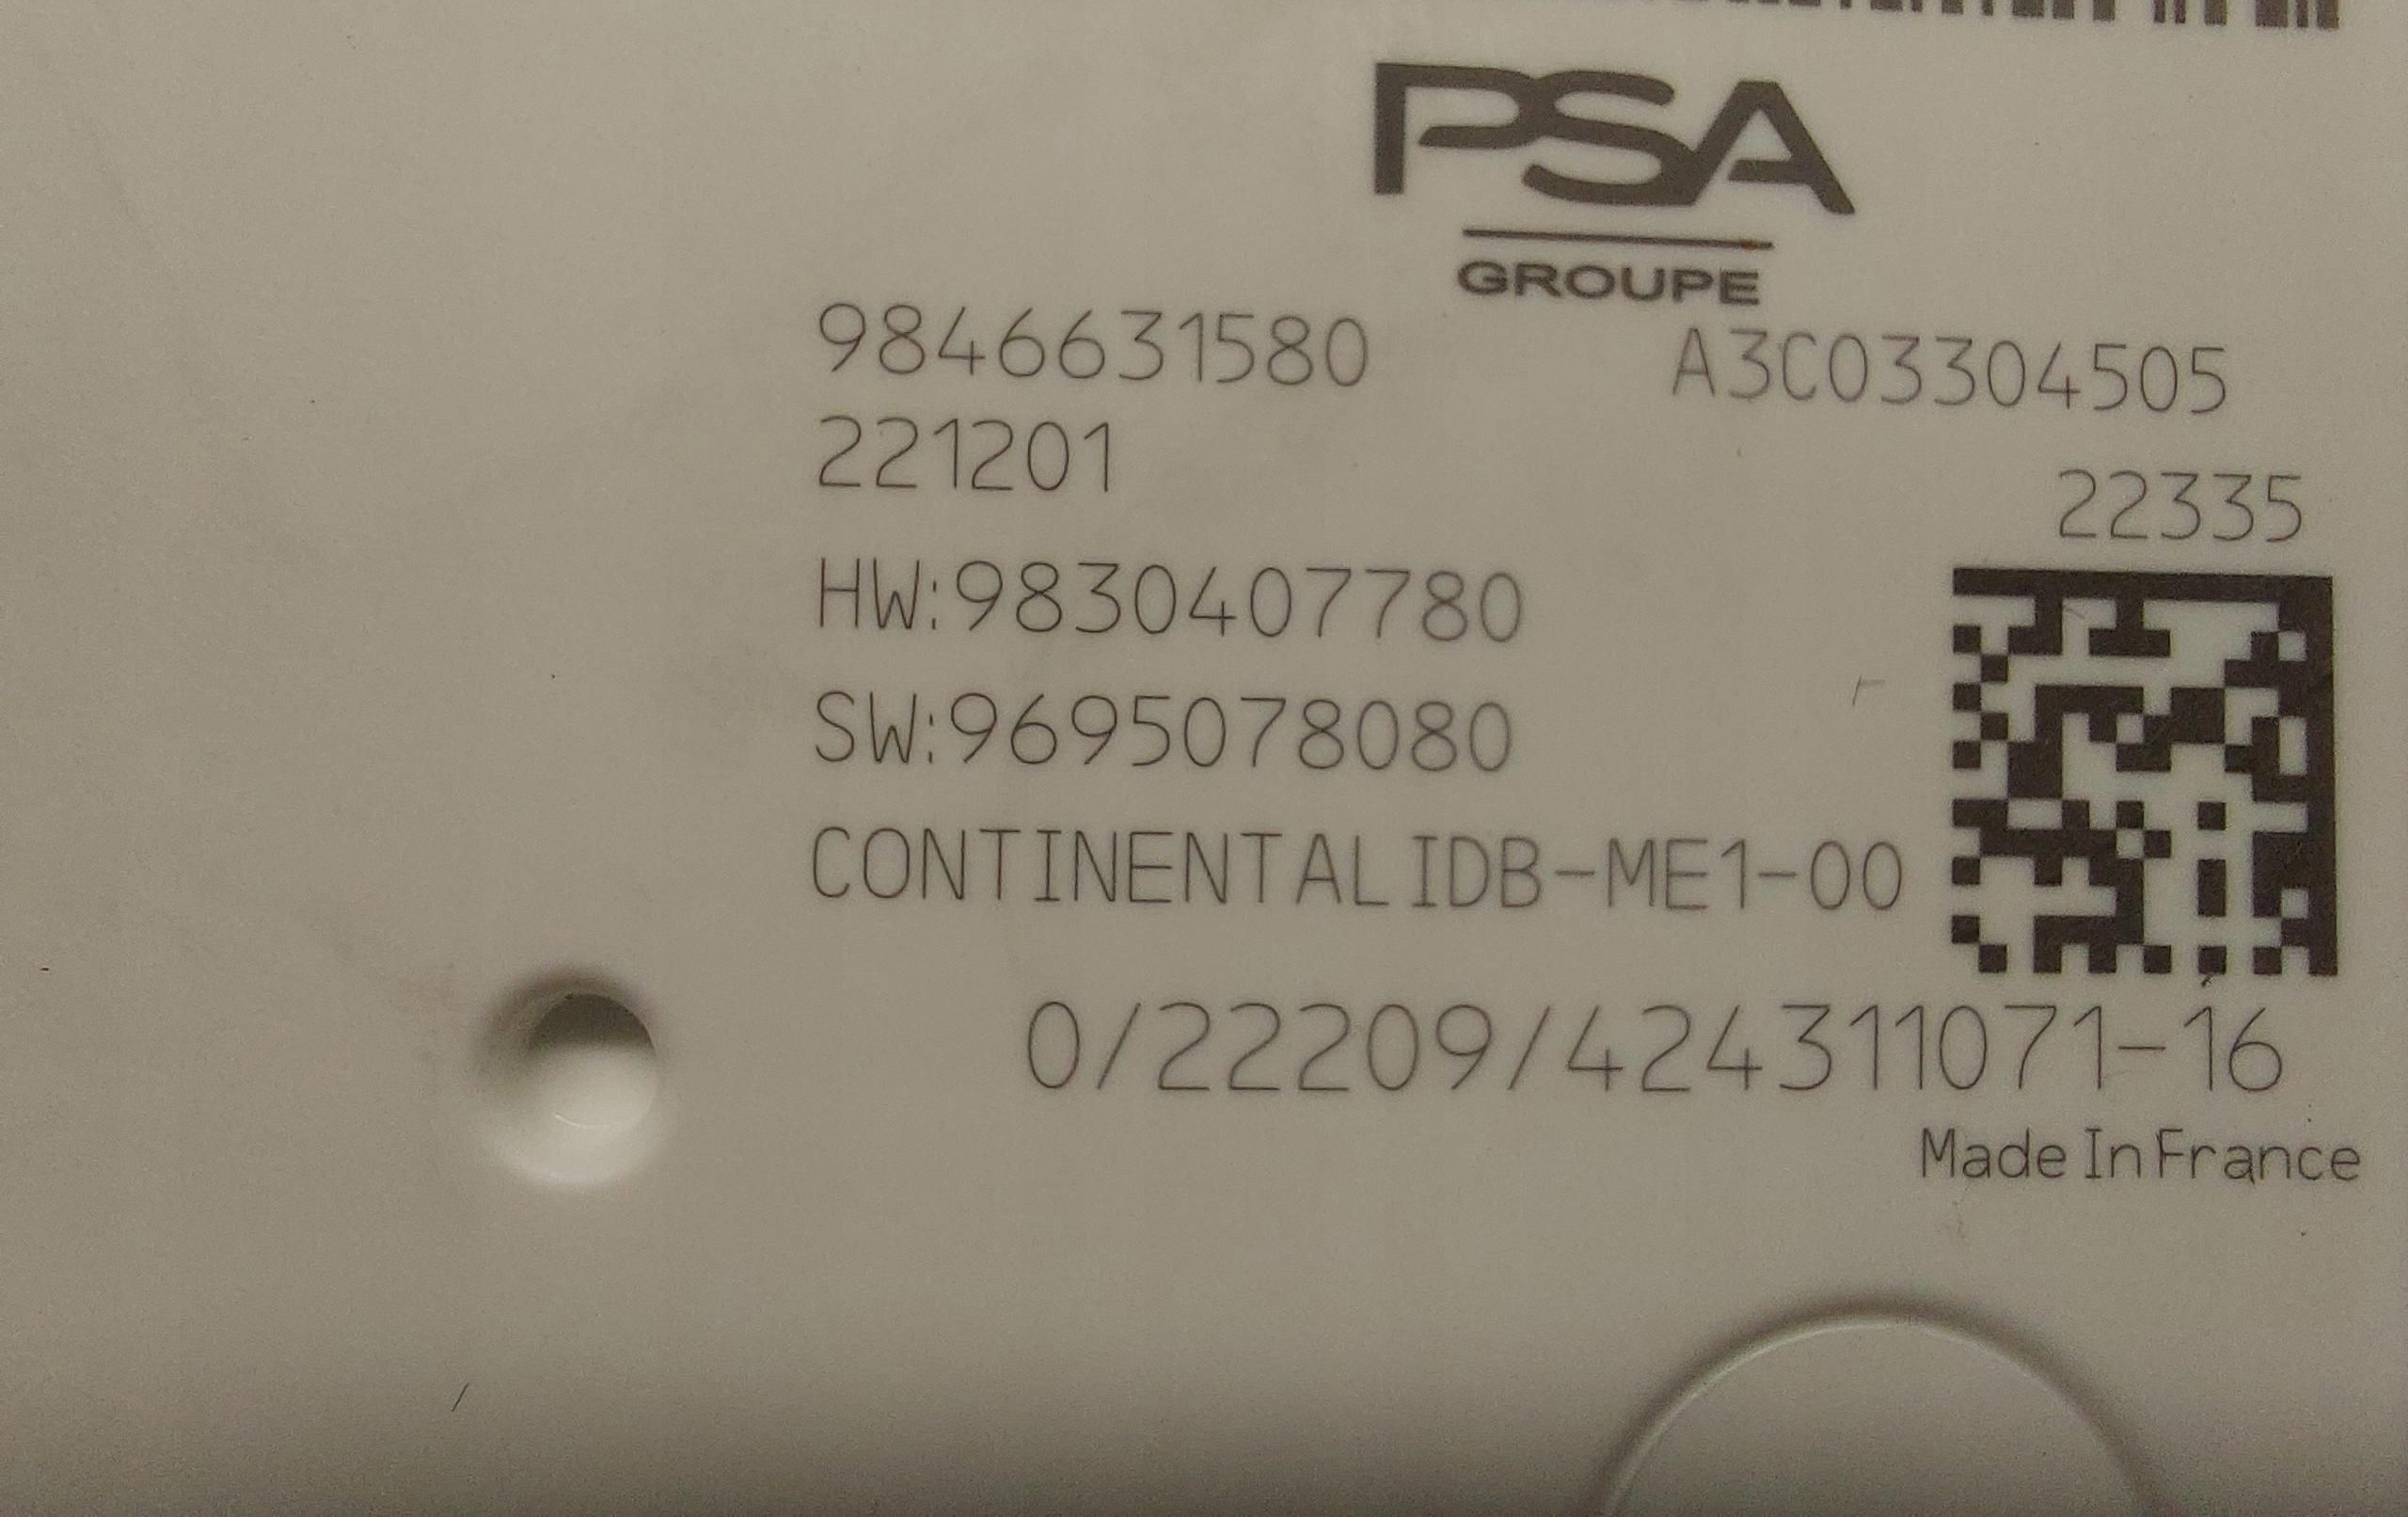 PSA
GROUPE
9846631580 A3C03304505
221201
22335
HW:9830407780
SW:9695078080
CONTINENTAL IDB-ME1-00
0/22209/424311071-16
Made In France